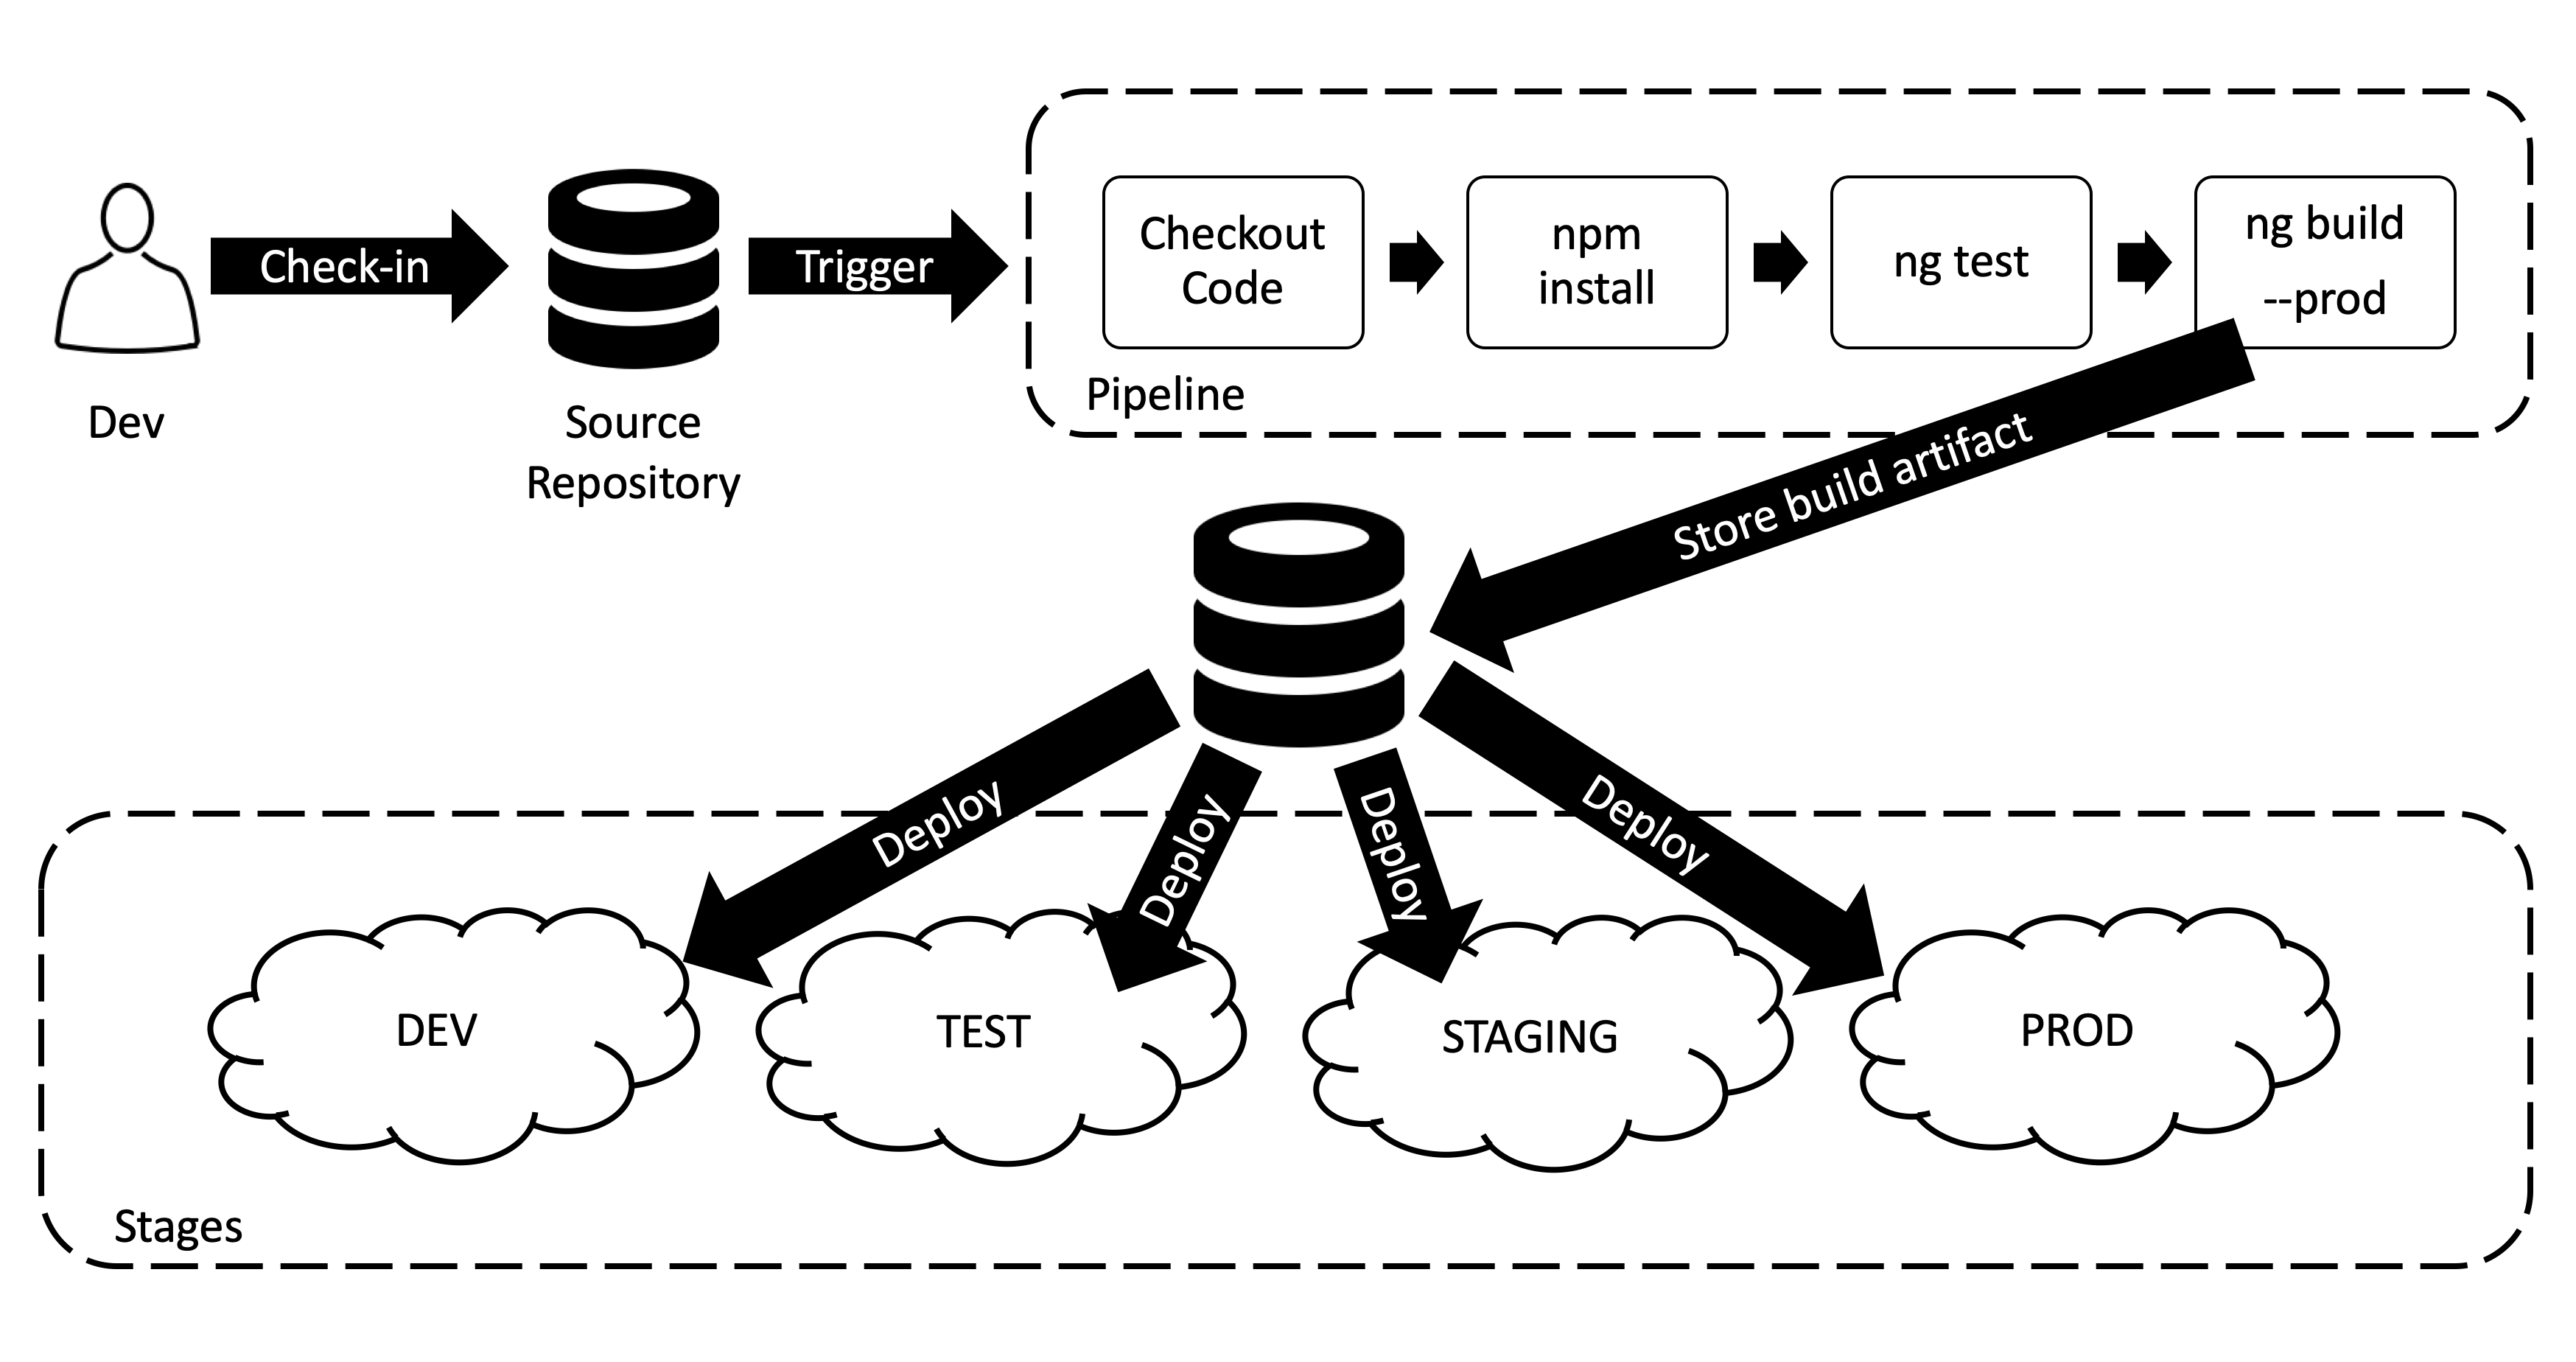 Check-in
Trigger
Checkout
Code
npm
install
ng test
ng build
--prod
Pipeline
Dev
Source
Repository
Store build artifact
Deploy
Deploy
Deploy
Deploy
DEV
TEST
STAGING
PROD
Stages